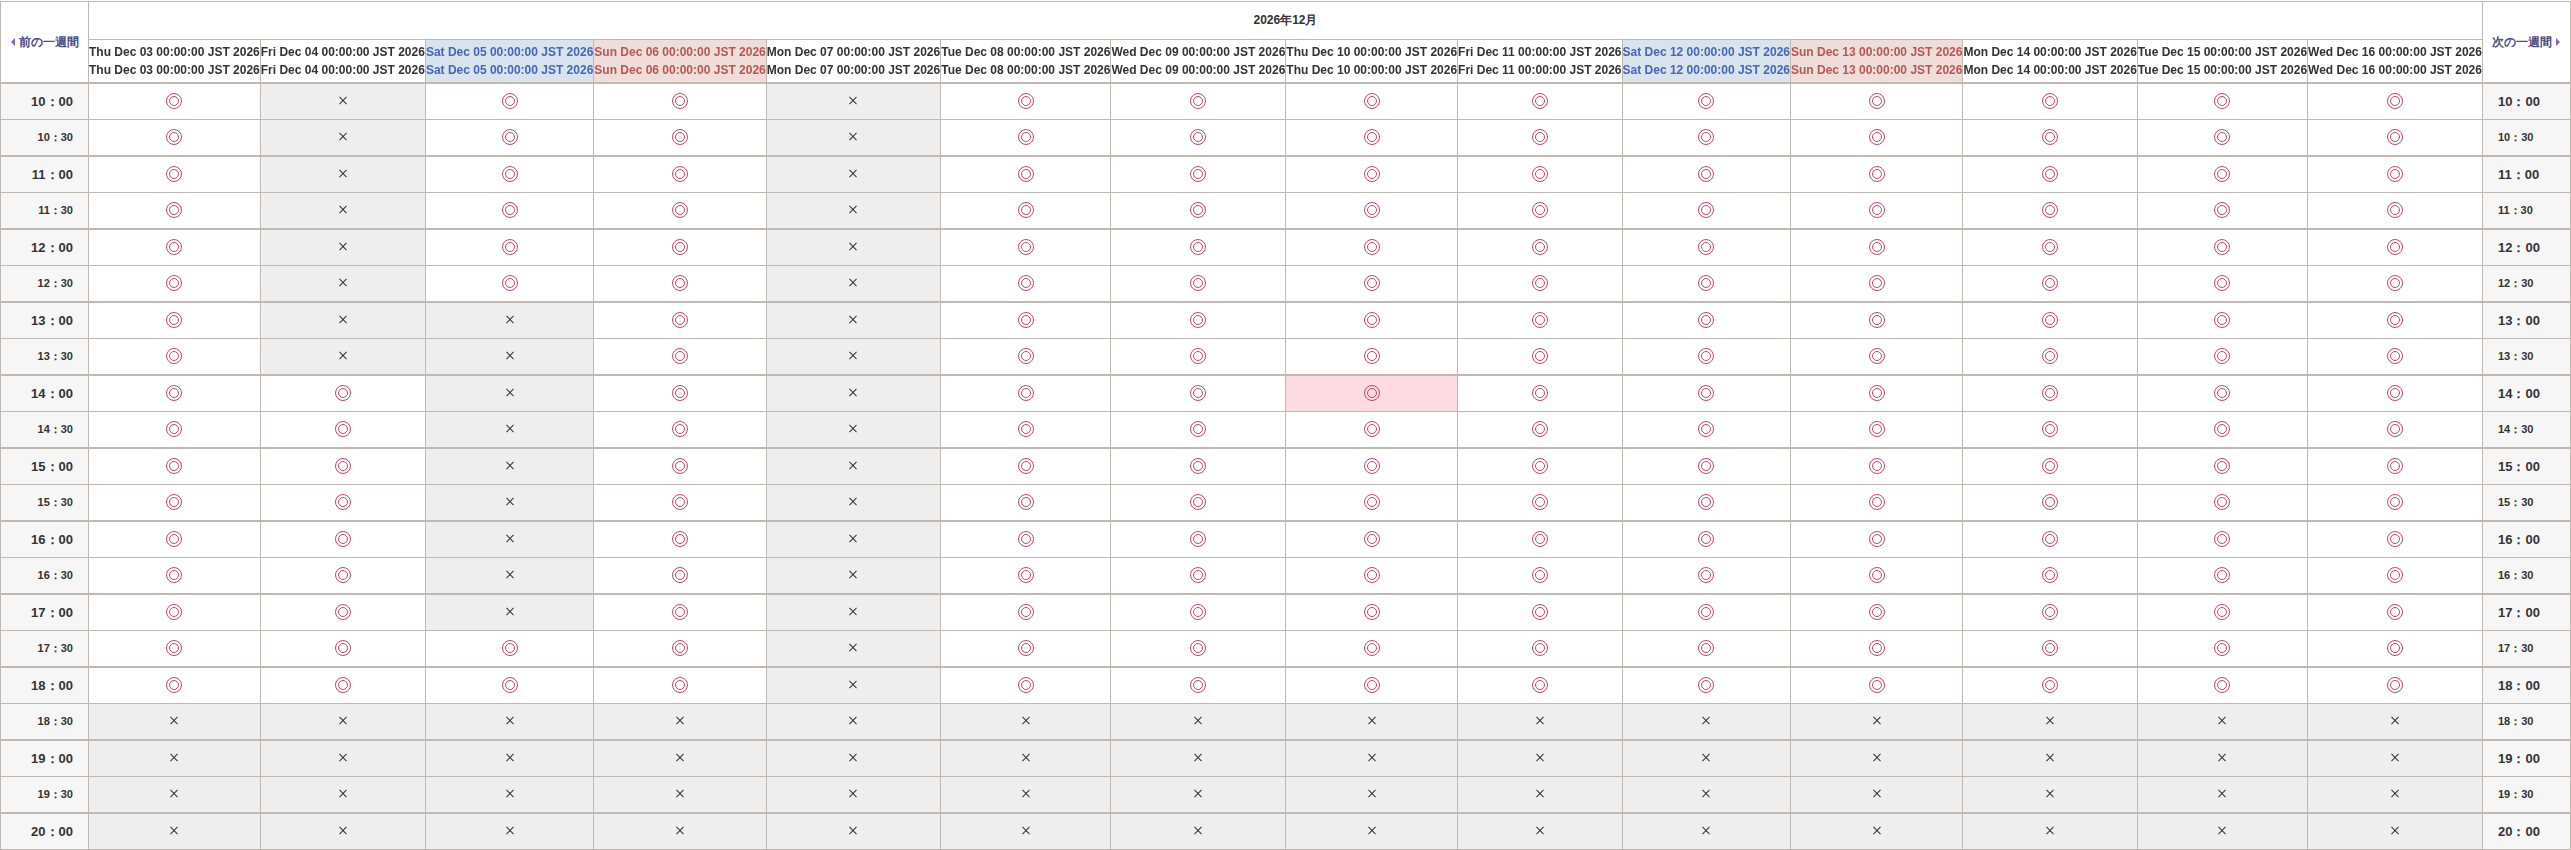 前の一週間 2026年12月 次の一週間
Thu Dec 03 00:00:00 JST 2026 Fri Dec 04 00:00:00 JST 2026 Sat Dec 05 00:00:00 JST 2026 Sun Dec 06 00:00:00 JST 2026 Mon Dec 07 00:00:00 JST 2026 Tue Dec 08 00:00:00 JST 2026 Wed Dec 09 00:00:00 JST 2026 Thu Dec 10 00:00:00 JST 2026 Fri Dec 11 00:00:00 JST 2026 Sat Dec 12 00:00:00 JST 2026 Sun Dec 13 00:00:00 JST 2026 Mon Dec 14 00:00:00 JST 2026 Tue Dec 15 00:00:00 JST 2026 Wed Dec 16 00:00:00 JST 2026
Thu Dec 03 00:00:00 JST 2026 Fri Dec 04 00:00:00 JST 2026 Sat Dec 05 00:00:00 JST 2026 Sun Dec 06 00:00:00 JST 2026 Mon Dec 07 00:00:00 JST 2026 Tue Dec 08 00:00:00 JST 2026 Wed Dec 09 00:00:00 JST 2026 Thu Dec 10 00:00:00 JST 2026 Fri Dec 11 00:00:00 JST 2026 Sat Dec 12 00:00:00 JST 2026 Sun Dec 13 00:00:00 JST 2026 Mon Dec 14 00:00:00 JST 2026 Tue Dec 15 00:00:00 JST 2026 Wed Dec 16 00:00:00 JST 2026
10：00 ◎ × ◎ ◎ × ◎ ◎ ◎ ◎ ◎ ◎ ◎ ◎ ◎ 10：00
10：30 ◎ × ◎ ◎ × ◎ ◎ ◎ ◎ ◎ ◎ ◎ ◎ ◎ 10：30
11：00 ◎ × ◎ ◎ × ◎ ◎ ◎ ◎ ◎ ◎ ◎ ◎ ◎ 11：00
11：30 ◎ × ◎ ◎ × ◎ ◎ ◎ ◎ ◎ ◎ ◎ ◎ ◎ 11：30
12：00 ◎ × ◎ ◎ × ◎ ◎ ◎ ◎ ◎ ◎ ◎ ◎ ◎ 12：00
12：30 ◎ × ◎ ◎ × ◎ ◎ ◎ ◎ ◎ ◎ ◎ ◎ ◎ 12：30
13：00 ◎ × × ◎ × ◎ ◎ ◎ ◎ ◎ ◎ ◎ ◎ ◎ 13：00
13：30 ◎ × × ◎ × ◎ ◎ ◎ ◎ ◎ ◎ ◎ ◎ ◎ 13：30
14：00 ◎ ◎ × ◎ × ◎ ◎ ◎ ◎ ◎ ◎ ◎ ◎ ◎ 14：00
14：30 ◎ ◎ × ◎ × ◎ ◎ ◎ ◎ ◎ ◎ ◎ ◎ ◎ 14：30
15：00 ◎ ◎ × ◎ × ◎ ◎ ◎ ◎ ◎ ◎ ◎ ◎ ◎ 15：00
15：30 ◎ ◎ × ◎ × ◎ ◎ ◎ ◎ ◎ ◎ ◎ ◎ ◎ 15：30
16：00 ◎ ◎ × ◎ × ◎ ◎ ◎ ◎ ◎ ◎ ◎ ◎ ◎ 16：00
16：30 ◎ ◎ × ◎ × ◎ ◎ ◎ ◎ ◎ ◎ ◎ ◎ ◎ 16：30
17：00 ◎ ◎ × ◎ × ◎ ◎ ◎ ◎ ◎ ◎ ◎ ◎ ◎ 17：00
17：30 ◎ ◎ ◎ ◎ × ◎ ◎ ◎ ◎ ◎ ◎ ◎ ◎ ◎ 17：30
18：00 ◎ ◎ ◎ ◎ × ◎ ◎ ◎ ◎ ◎ ◎ ◎ ◎ ◎ 18：00
18：30 × × × × × × × × × × × × × × 18：30
19：00 × × × × × × × × × × × × × × 19：00
19：30 × × × × × × × × × × × × × × 19：30
20：00 × × × × × × × × × × × × × × 20：00